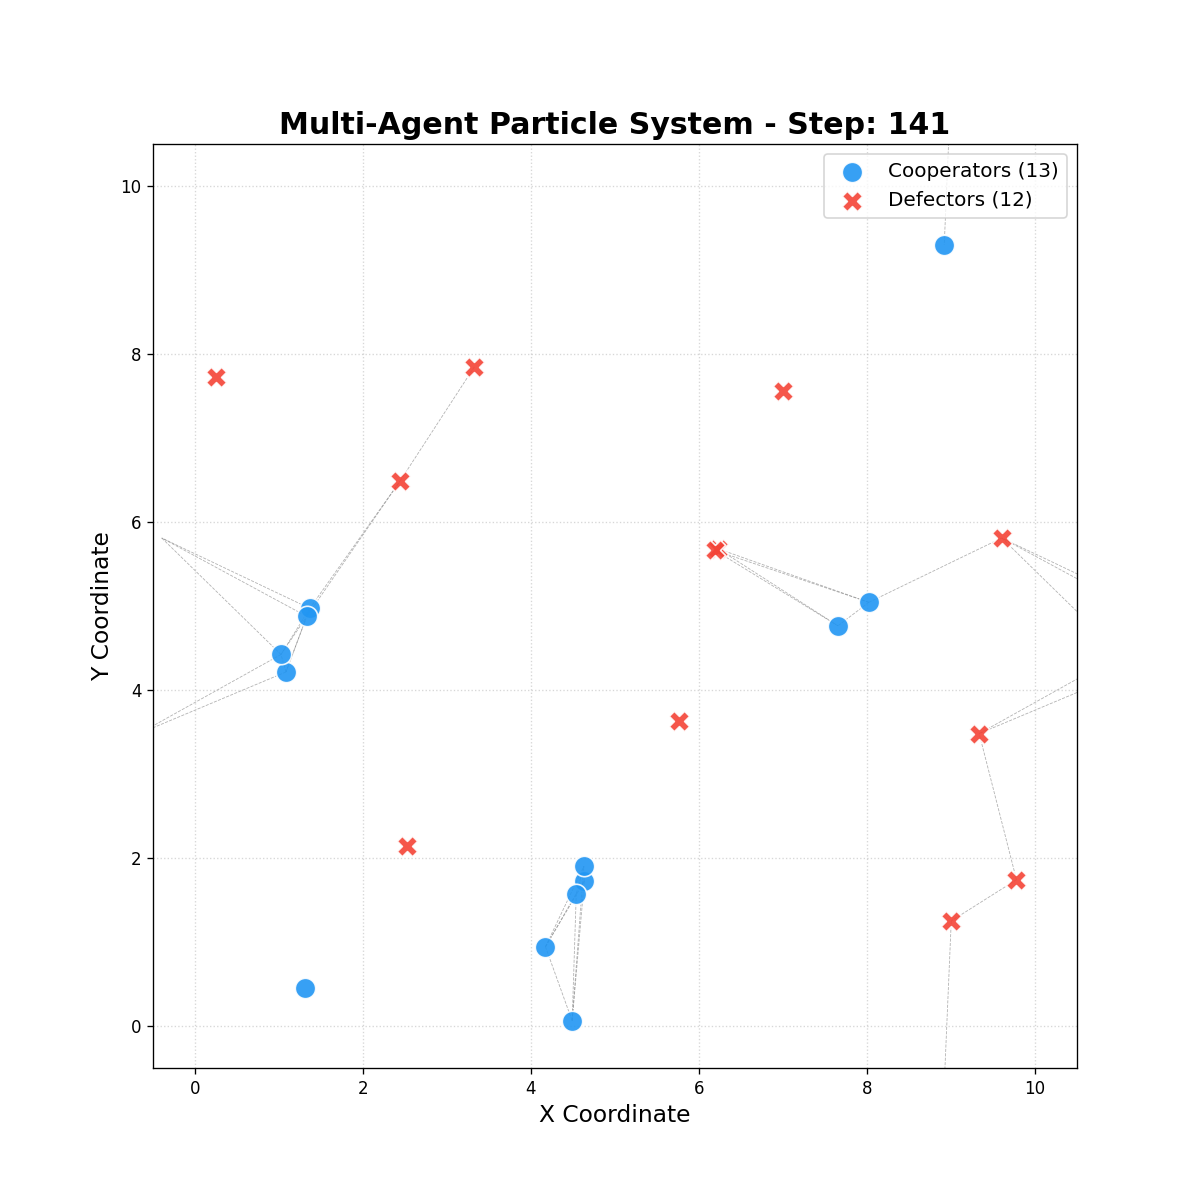 Multi-Agent Particle System - Step: 141
Cooperators (13)
Defectors (12)
10
8
6
4
2
0
Y Coordinate
0 2 4 6 8 10
X Coordinate